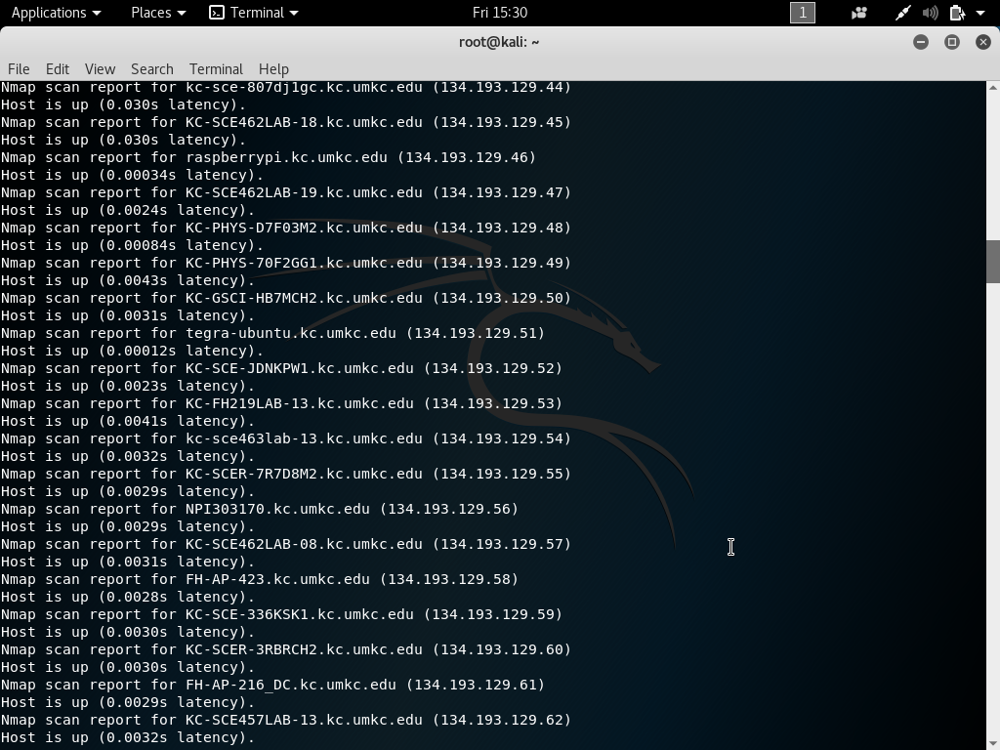 Applications Places Terminal Fri 15:30 1
root@kali: ~
File Edit View Search Terminal Help
Nmap scan report for kc-sce-807dj1gc.kc.umkc.edu (134.193.129.44)
Host is up (0.030s latency).
Nmap scan report for KC-SCE462LAB-18.kc.umkc.edu (134.193.129.45)
Host is up (0.030s latency).
Nmap scan report for raspberrypi.kc.umkc.edu (134.193.129.46)
Host is up (0.00034s latency).
Nmap scan report for KC-SCE462LAB-19.kc.umkc.edu (134.193.129.47)
Host is up (0.0024s latency).
Nmap scan report for KC-PHYS-D7F03M2.kc.umkc.edu (134.193.129.48)
Host is up (0.00084s latency).
Nmap scan report for KC-PHYS-70F2GG1.kc.umkc.edu (134.193.129.49)
Host is up (0.0043s latency).
Nmap scan report for KC-GSCI-HB7MCH2.kc.umkc.edu (134.193.129.50)
Host is up (0.0031s latency).
Nmap scan report for tegra-ubuntu.kc.umkc.edu (134.193.129.51)
Host is up (0.00012s latency).
Nmap scan report for KC-SCE-JDNKPW1.kc.umkc.edu (134.193.129.52)
Host is up (0.0023s latency).
Nmap scan report for KC-FH219LAB-13.kc.umkc.edu (134.193.129.53)
Host is up (0.0041s latency).
Nmap scan report for kc-sce463lab-13.kc.umkc.edu (134.193.129.54)
Host is up (0.0032s latency).
Nmap scan report for KC-SCER-7R7D8M2.kc.umkc.edu (134.193.129.55)
Host is up (0.0029s latency).
Nmap scan report for NPI303170.kc.umkc.edu (134.193.129.56)
Host is up (0.0029s latency).
Nmap scan report for KC-SCE462LAB-08.kc.umkc.edu (134.193.129.57)
Host is up (0.0031s latency).
Nmap scan report for FH-AP-423.kc.umkc.edu (134.193.129.58)
Host is up (0.0028s latency).
Nmap scan report for KC-SCE-336KSK1.kc.umkc.edu (134.193.129.59)
Host is up (0.0030s latency).
Nmap scan report for KC-SCER-3RBRCH2.kc.umkc.edu (134.193.129.60)
Host is up (0.0030s latency).
Nmap scan report for FH-AP-216_DC.kc.umkc.edu (134.193.129.61)
Host is up (0.0029s latency).
Nmap scan report for KC-SCE457LAB-13.kc.umkc.edu (134.193.129.62)
Host is up (0.0032s latency).